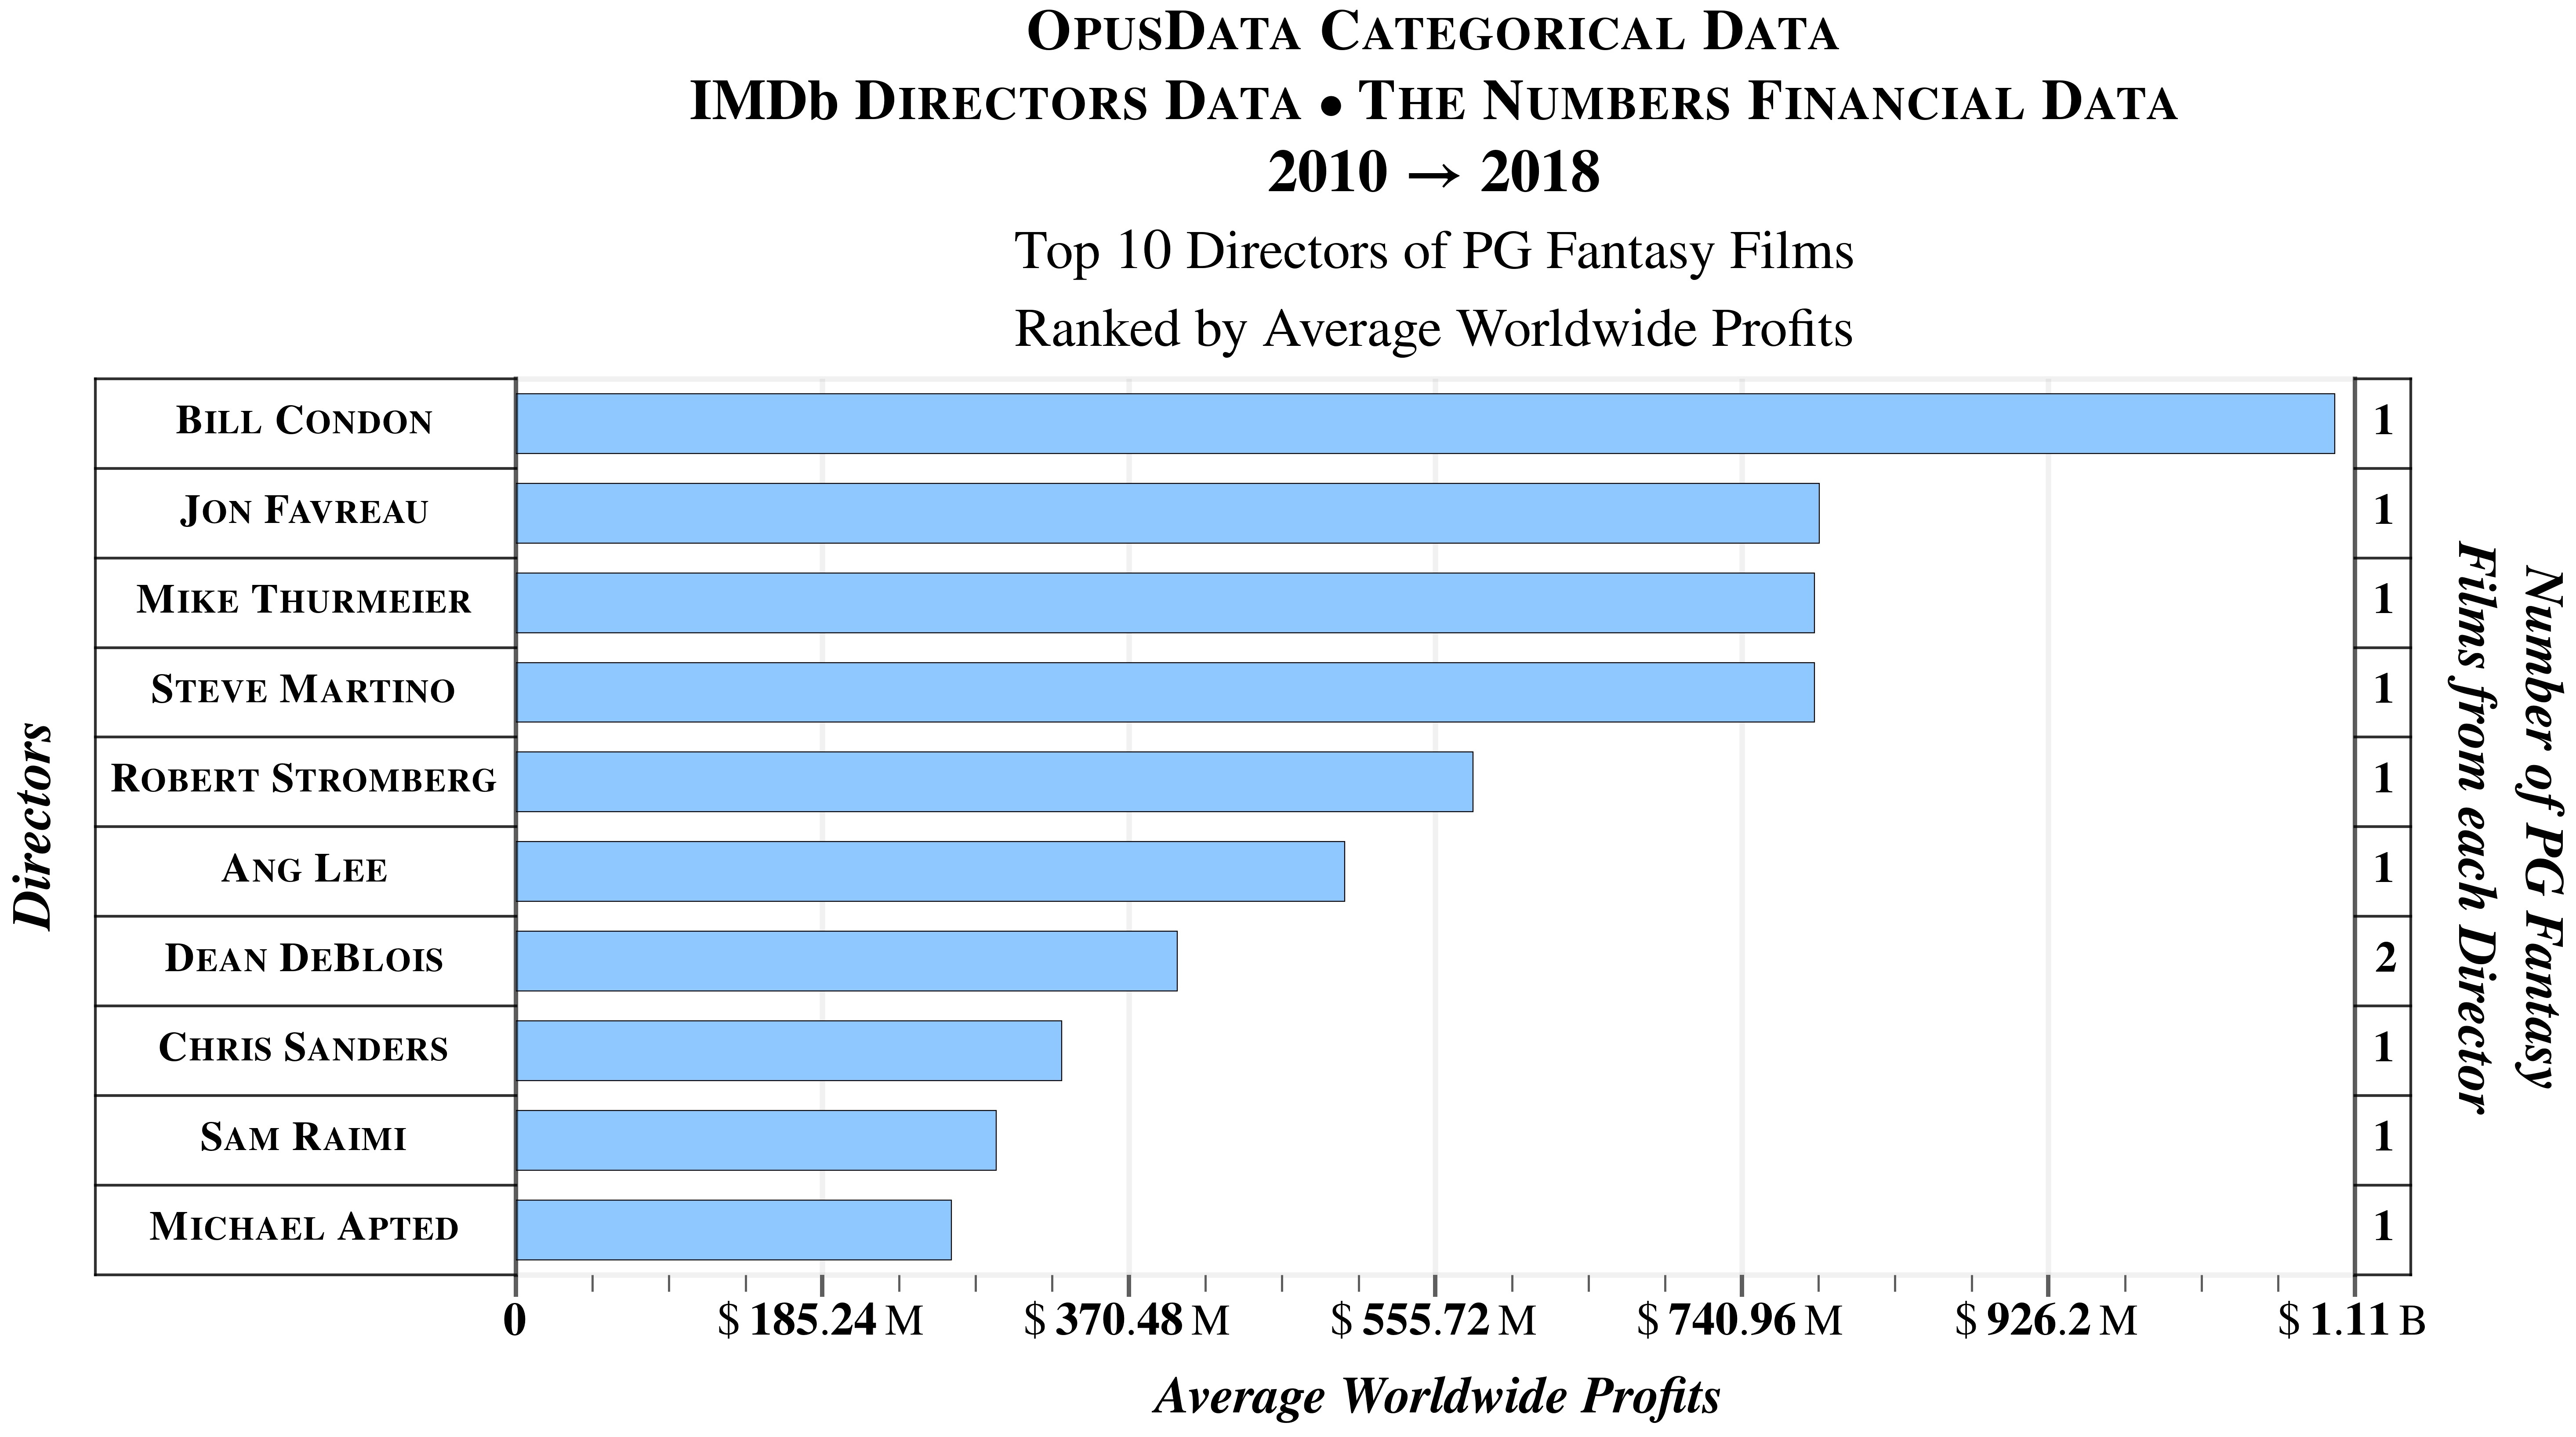 OPUSDATA CATEGORICAL DATA
IMDb DIRECTORS DATA • THE NUMBERS FINANCIAL DATA
2010 → 2018
Top 10 Directors of PG Fantasy Films
Ranked by Average Worldwide Profits
Directors
BILL CONDON 1
JON FAVREAU 1
MIKE THURMEIER 1
STEVE MARTINO 1
ROBERT STROMBERG 1
ANG LEE 1
DEAN DEBLOIS 2
CHRIS SANDERS 1
SAM RAIMI 1
MICHAEL APTED 1
Number of PG Fantasy
Films from each Director
0 $ 185.24 M $ 370.48 M $ 555.72 M $ 740.96 M $ 926.2 M $ 1.11 B
Average Worldwide Profits